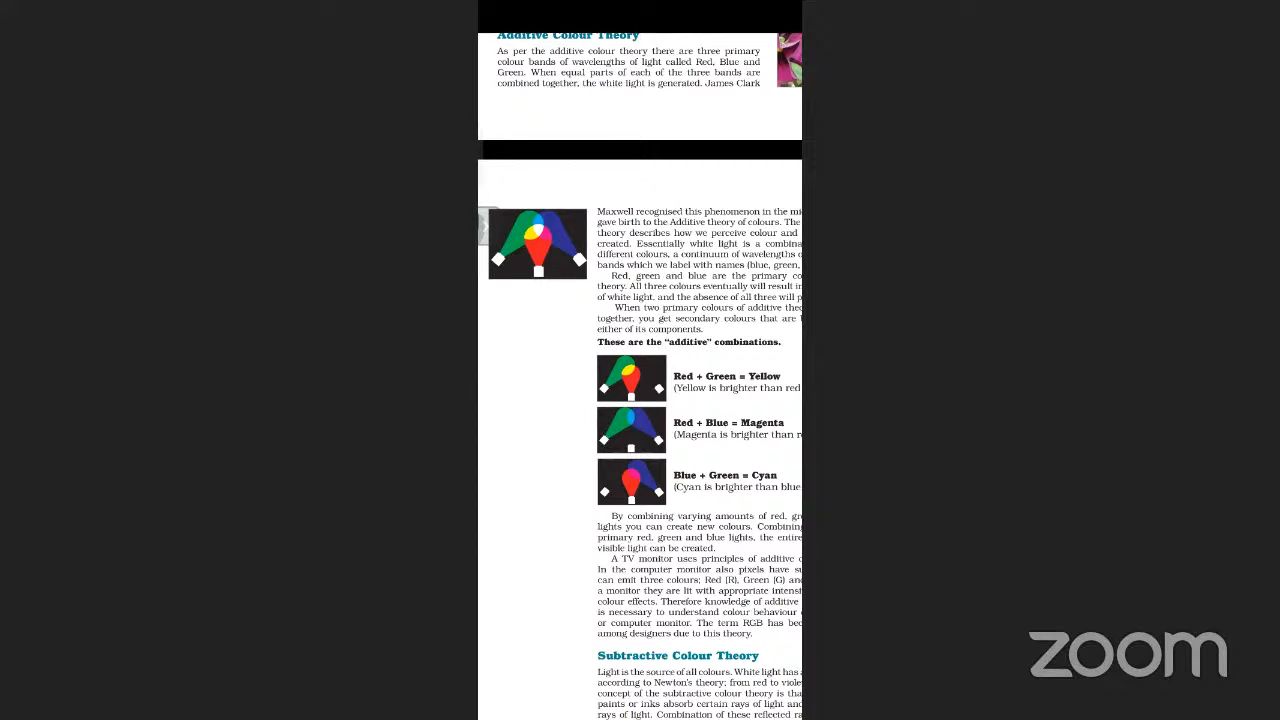 Additive Colour Theory
As per the additive colour theory there are three primary
colour bands of wavelengths of light called Red, Blue and
Green. When equal parts of each of the three bands are
combined together, the white light is generated. James Clark
Maxwell recognised this phenomenon in the mi
gave birth to the Additive theory of colours. The
theory describes how we perceive colour and
created. Essentially white light is a combina
different colours, a continuum of wavelengths o
bands which we label with names (blue, green,
Red, green and blue are the primary co
theory. All three colours eventually will result in
of white light, and the absence of all three will p
When two primary colours of additive theo
together, you get secondary colours that are b
either of its components.
These are the “additive” combinations.
Red + Green = Yellow
(Yellow is brighter than red
Red + Blue = Magenta
(Magenta is brighter than re
Blue + Green = Cyan
(Cyan is brighter than blue
By combining varying amounts of red, gre
lights you can create new colours. Combining
primary red, green and blue lights, the entire
visible light can be created.
A TV monitor uses principles of additive c
In the computer monitor also pixels have su
can emit three colours; Red (R), Green (G) and
a monitor they are lit with appropriate intensi
colour effects. Therefore knowledge of additive
is necessary to understand colour behaviour o
or computer monitor. The term RGB has bec
among designers due to this theory.
Subtractive Colour Theory
Light is the source of all colours. White light has a
according to Newton’s theory; from red to viole
concept of the subtractive colour theory is tha
paints or inks absorb certain rays of light and
rays of light. Combination of these reflected ra
zoom